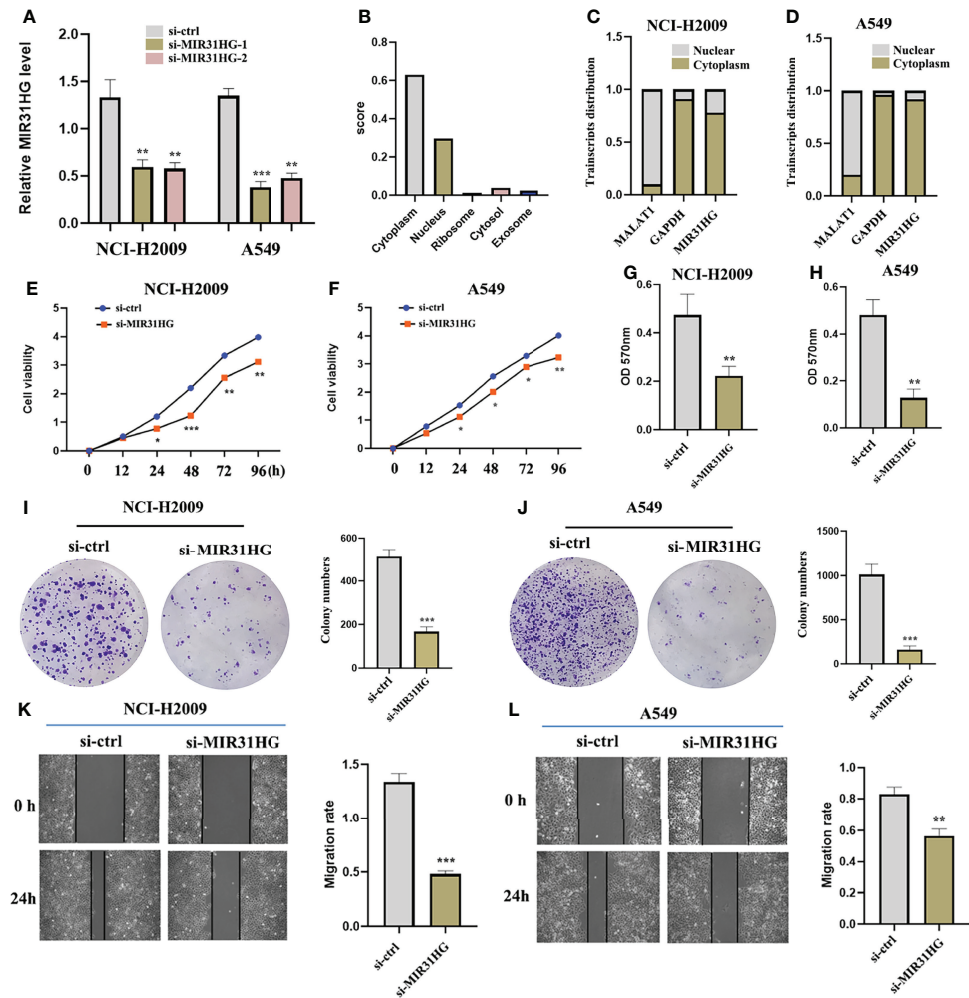 A
si-ctrl
si-MIR31HG-1
si-MIR31HG-2
Relative MIR31HG level
2.0
1.5
1.0
0.5
0.0
** **
*** **
NCI-H2009 A549
B
score
0.8
0.6
0.4
0.2
0.0
Cytoplasm
Nucleus
Ribosome
Cytosol
Exosome
C
NCI-H2009
Nuclear
Cytoplasm
Trainscripts distribution
1.5
1.0
0.5
0.0
MALAT1
GAPDH
MIR31HG
D
A549
Nuclear
Cytoplasm
Trainscripts distribution
1.5
1.0
0.5
0.0
MALAT1
GAPDH
MIR31HG
E
NCI-H2009
si-ctrl
si-MIR31HG
Cell viability
5
4
3
2
1
0
*
***
**
**
0 12 24 48 72 96(h)
F
A549
si-ctrl
si-MIR31HG
Cell viability
5
4
3
2
1
0
*
*
*
**
0 12 24 48 72 96
G
NCI-H2009
OD 570nm
0.6
0.4
0.2
0.0
**
si-ctrl
si-MIR31HG
H
A549
OD 570nm
0.6
0.4
0.2
0.0
**
si-ctrl
si-MIR31HG
I
NCI-H2009
si-ctrl si-MIR31HG
Colony numbers
600
400
200
0
***
si-ctrl
si-MIR31HG
J
A549
si-ctrl si-MIR31HG
Colony numbers
1500
1000
500
0
***
si-ctrl
si-MIR31HG
K
NCI-H2009
si-ctrl si-MIR31HG
0 h
24h
Migration rate
1.5
1.0
0.5
0.0
***
si-ctrl
si-MIR31HG
L
A549
si-ctrl si-MIR31HG
0 h
24h
Migration rate
1.0
0.8
0.6
0.4
0.2
0.0
**
si-ctrl
si-MIR31HG